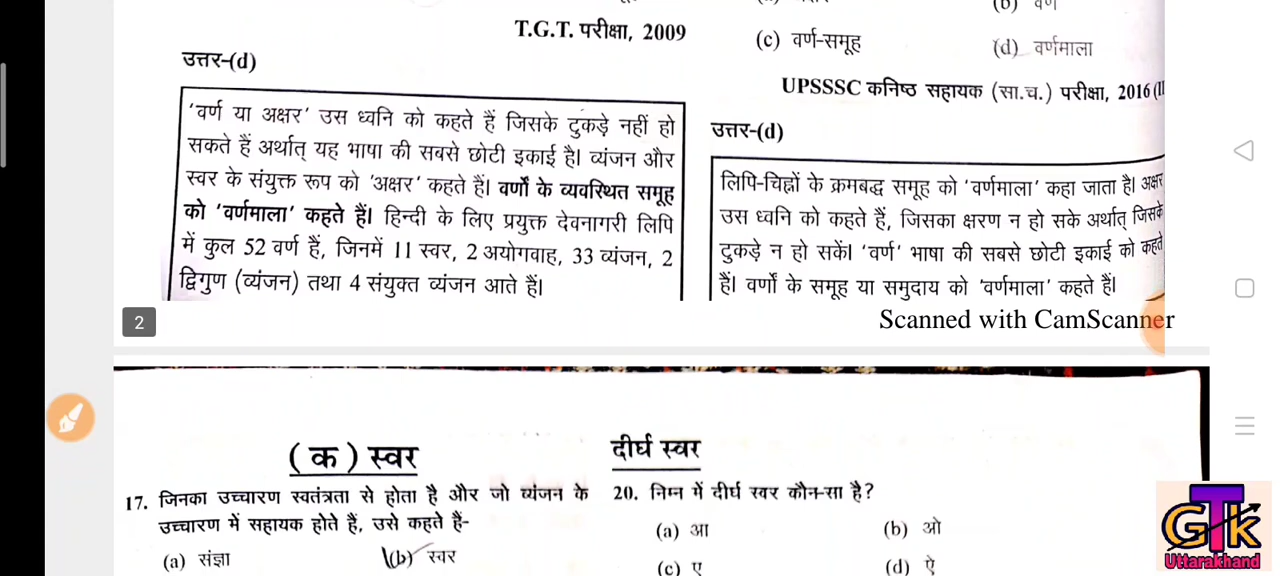 T.G.T. परीक्षा, 2009
उत्तर-(d)
'वर्ण या अक्षर' उस ध्वनि को कहते हैं जिसके टुकड़े नहीं हो
सकते हैं अर्थात् यह भाषा की सबसे छोटी इकाई है। व्यंजन और
स्वर के संयुक्त रूप को 'अक्षर' कहते हैं। वर्णों के व्यवस्थित समूह
को 'वर्णमाला' कहते हैं। हिन्दी के लिए प्रयुक्त देवनागरी लिपि
में कुल 52 वर्ण हैं, जिनमें 11 स्वर, 2 अयोगवाह, 33 व्यंजन, 2
द्विगुण (व्यंजन) तथा 4 संयुक्त व्यंजन आते हैं।
(b) वर्ण
(c) वर्ण-समूह (d) वर्णमाला
UPSSSC कनिष्ठ सहायक (सा.च.) परीक्षा, 2016 (II
उत्तर-(d)
लिपि-चिह्नों के क्रमबद्ध समूह को 'वर्णमाला' कहा जाता है। अक्षर
उस ध्वनि को कहते हैं, जिसका क्षरण न हो सके अर्थात् जिसके
टुकड़े न हो सकें। 'वर्ण' भाषा की सबसे छोटी इकाई को कहते
हैं। वर्णों के समूह या समुदाय को 'वर्णमाला' कहते हैं।
2
Scanned with CamScanner
(क) स्वर
17. जिनका उच्चारण स्वतंत्रता से होता है और जो व्यंजन के
उच्चारण में सहायक होते हैं, उसे कहते हैं-
(a) संज्ञा (b) स्वर
दीर्घ स्वर
20. निम्न में दीर्घ स्वर कौन-सा है?
(a) आ (b) ओ
(c) ए (d) ऐ
GTK
Uttarakhand